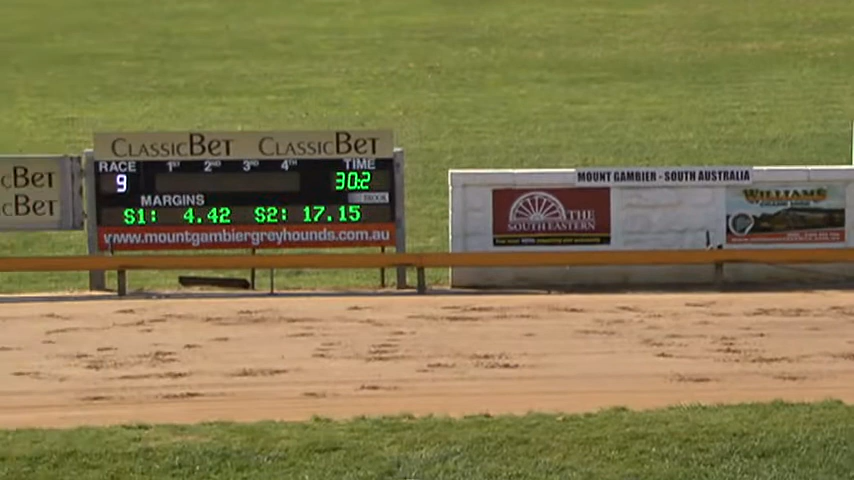 CLASSICBET CLASSICBET
CBET
CBET
RACE 1ST 2ND 3RD 4TH TIME
9 30:2
MARGINS
S1: 4.42 S2: 17.15
www.mountgambiergreyhounds.com.au
MOUNT GAMBIER - SOUTH AUSTRALIA
THE
SOUTH EASTERN
WILLIAMS